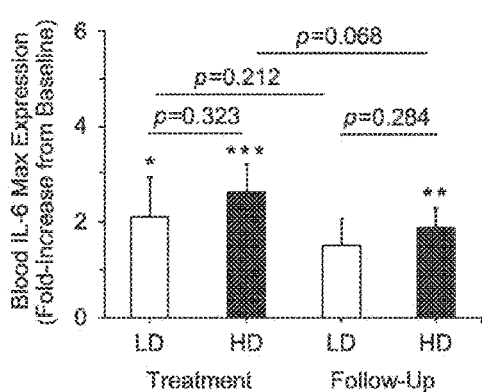 Blood IL-6 Max Expression
(Fold-Increase from Baseline)
6
4
2
0
p=0.068
p=0.212
p=0.323
p=0.284
*
***
**
LD
HD
LD
HD
Treatment
Follow-Up